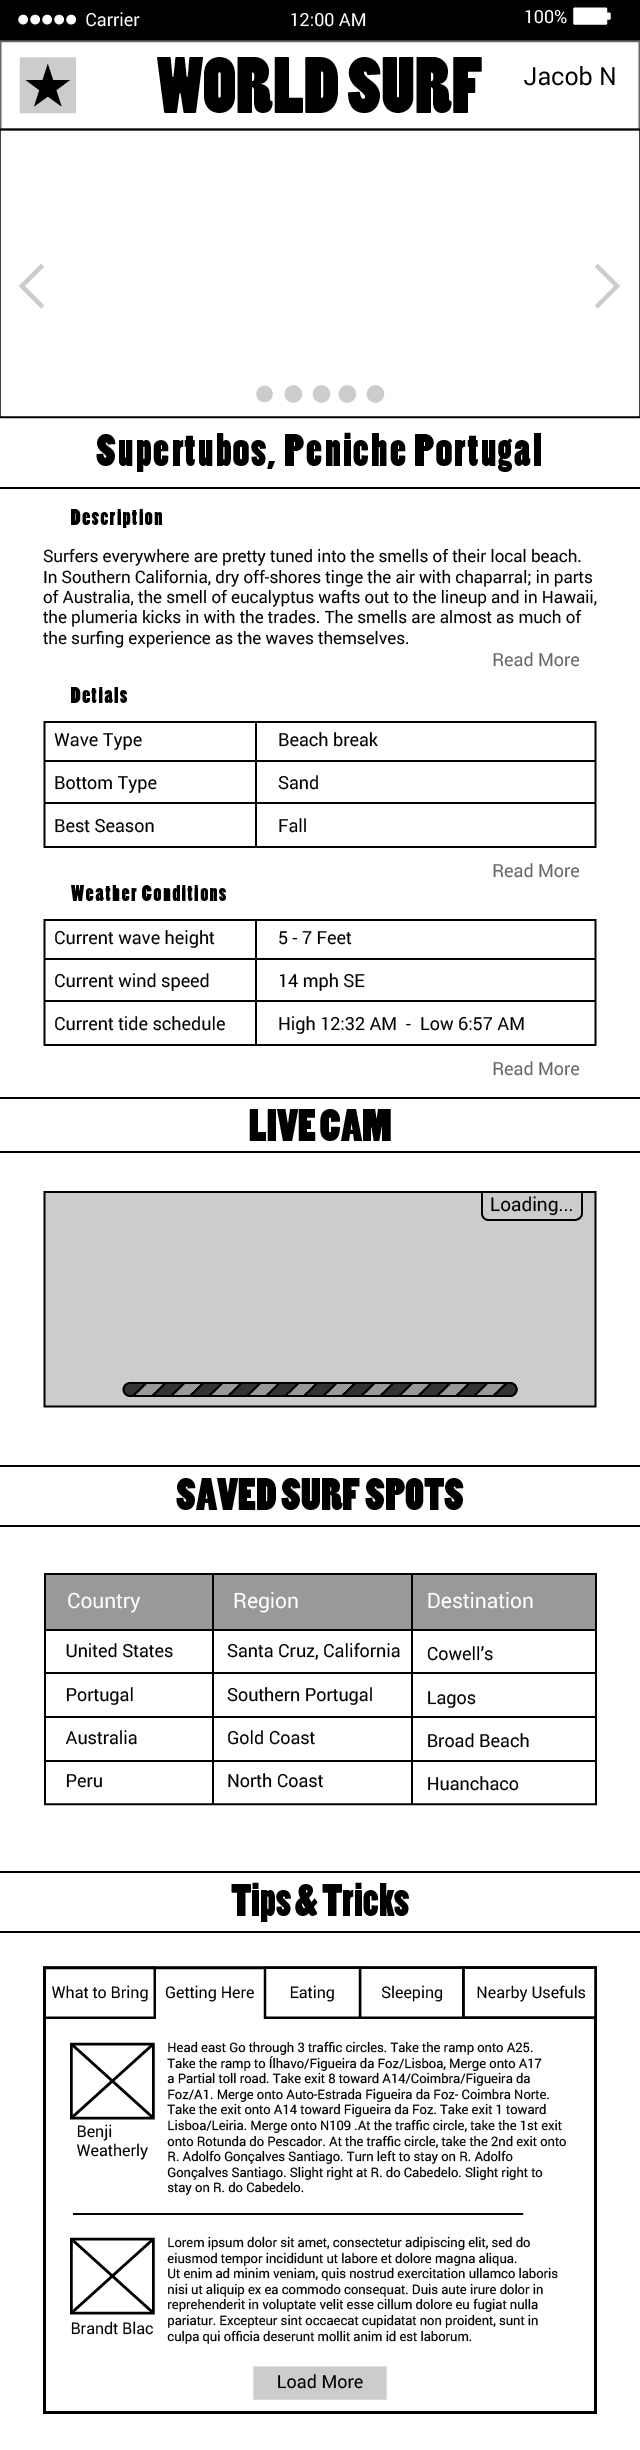 Carrier 12:00 AM 100%
WORLD SURF Jacob N
Supertubos, Peniche Portugal
Description
Surfers everywhere are pretty tuned into the smells of their local beach.
In Southern California, dry off-shores tinge the air with chaparral; in parts
of Australia, the smell of eucalyptus wafts out to the lineup and in Hawaii,
the plumeria kicks in with the trades. The smells are almost as much of
the surfing experience as the waves themselves.
Read More
Detials
Wave Type Beach break
Bottom Type Sand
Best Season Fall
Read More
Weather Conditions
Current wave height 5 - 7 Feet
Current wind speed 14 mph SE
Current tide schedule High 12:32 AM - Low 6:57 AM
Read More
LIVE CAM
Loading...
SAVED SURF SPOTS
Country Region Destination
United States Santa Cruz, California Cowell’s
Portugal Southern Portugal Lagos
Australia Gold Coast Broad Beach
Peru North Coast Huanchaco
Tips & Tricks
What to Bring Getting Here Eating Sleeping Nearby Usefuls
Head east Go through 3 traffic circles. Take the ramp onto A25.
Take the ramp to Ílhavo/Figueira da Foz/Lisboa, Merge onto A17
a Partial toll road. Take exit 8 toward A14/Coimbra/Figueira da
Foz/A1. Merge onto Auto-Estrada Figueira da Foz- Coimbra Norte.
Take the exit onto A14 toward Figueira da Foz. Take exit 1 toward
Lisboa/Leiria. Merge onto N109 .At the traffic circle, take the 1st exit
onto Rotunda do Pescador. At the traffic circle, take the 2nd exit onto
R. Adolfo Gonçalves Santiago. Turn left to stay on R. Adolfo
Gonçalves Santiago. Slight right at R. do Cabedelo. Slight right to
stay on R. do Cabedelo.
Benji
Weatherly
Lorem ipsum dolor sit amet, consectetur adipiscing elit, sed do
eiusmod tempor incididunt ut labore et dolore magna aliqua.
Ut enim ad minim veniam, quis nostrud exercitation ullamco laboris
nisi ut aliquip ex ea commodo consequat. Duis aute irure dolor in
reprehenderit in voluptate velit esse cillum dolore eu fugiat nulla
pariatur. Excepteur sint occaecat cupidatat non proident, sunt in
culpa qui officia deserunt mollit anim id est laborum.
Brandt Blac
Load More